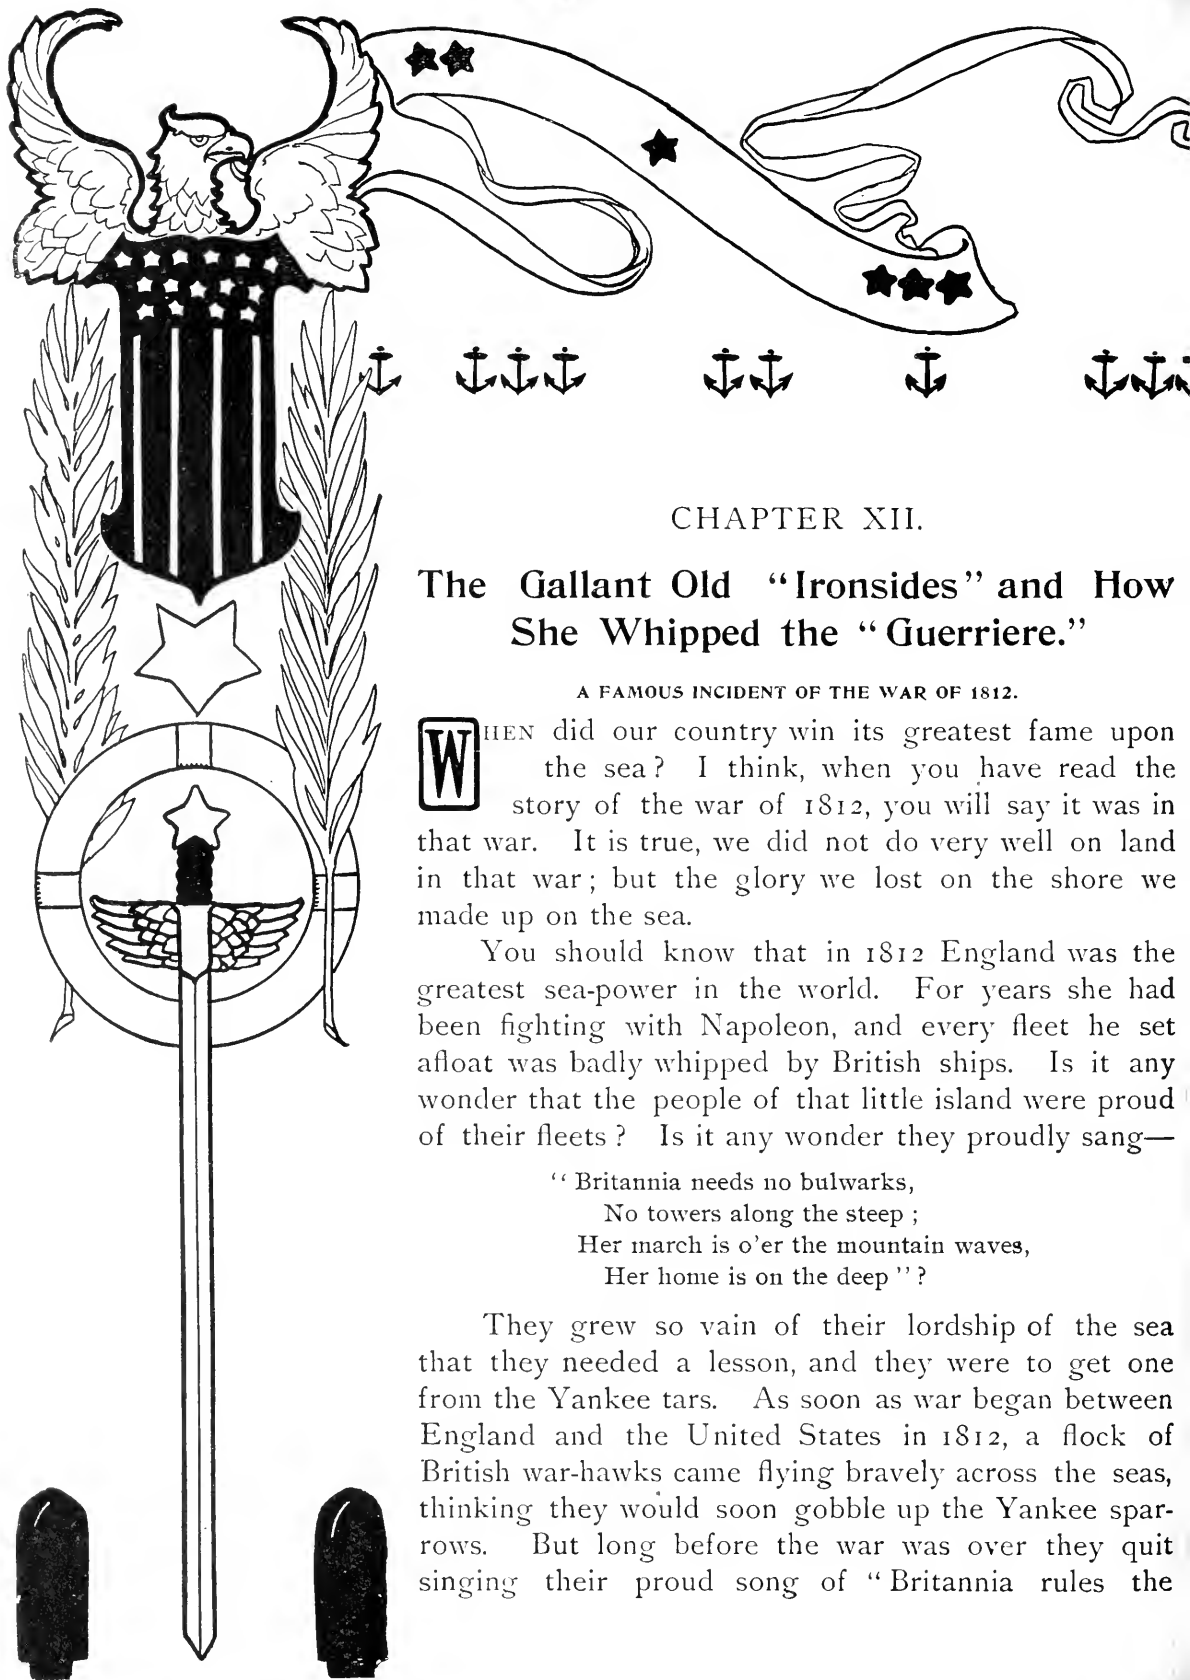 CHAPTER XII.
The Gallant Old "Ironsides" and How
She Whipped the "Guerriere."
A FAMOUS INCIDENT OF THE WAR OF 1812.
WHEN did our country win its greatest fame upon
the sea? I think, when you have read the
story of the war of 1812, you will say it was in
that war. It is true, we did not do very well on land
in that war; but the glory we lost on the shore we
made up on the sea.
You should know that in 1812 England was the
greatest sea-power in the world. For years she had
been fighting with Napoleon, and every fleet he set
afloat was badly whipped by British ships. Is it any
wonder that the people of that little island were proud
of their fleets? Is it any wonder they proudly sang—
"Britannia needs no bulwarks,
No towers along the steep;
Her march is o'er the mountain waves,
Her home is on the deep"?
They grew so vain of their lordship of the sea
that they needed a lesson, and they were to get one
from the Yankee tars. As soon as war began between
England and the United States in 1812, a flock of
British war-hawks came flying bravely across the seas,
thinking they would soon gobble up the Yankee spar-
rows. But long before the war was over they quit
singing their proud song of "Britannia rules the